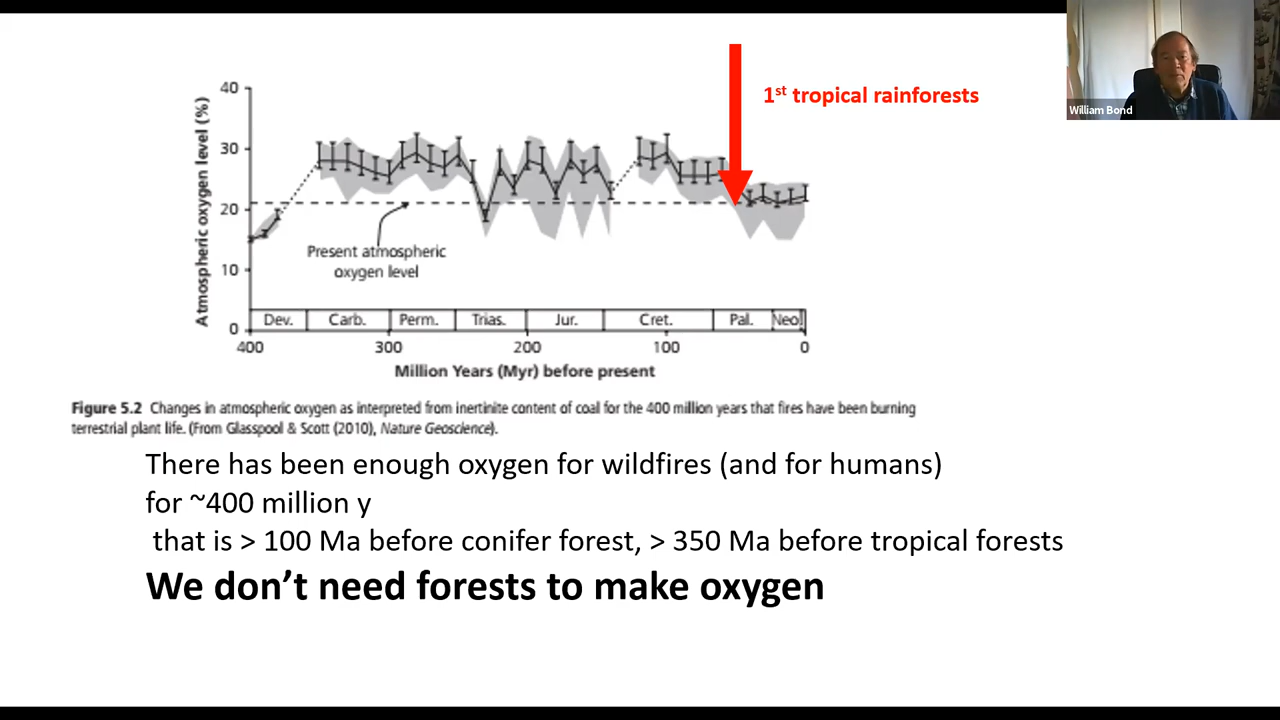 William Bond
1st tropical rainforests
Atmospheric oxygen level (%)
40
30
20
10
0
Present atmospheric
oxygen level
Dev. Carb. Perm. Trias. Jur. Cret. Pal. Neo.
400 300 200 100 0
Million Years (Myr) before present
Figure 5.2 Changes in atmospheric oxygen as interpreted from inertinite content of coal for the 400 million years that fires have been burning
terrestrial plant life. (From Glasspool & Scott (2010), Nature Geoscience).
There has been enough oxygen for wildfires (and for humans)
for ~400 million y
that is > 100 Ma before conifer forest, > 350 Ma before tropical forests
We don’t need forests to make oxygen